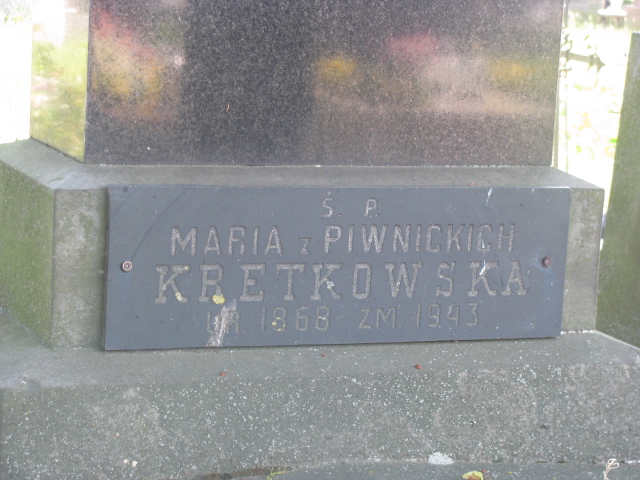 Ś. P.
MARIA z PIWNICKICH
KRETKOWSKA
UR. 1868 ZM. 1943